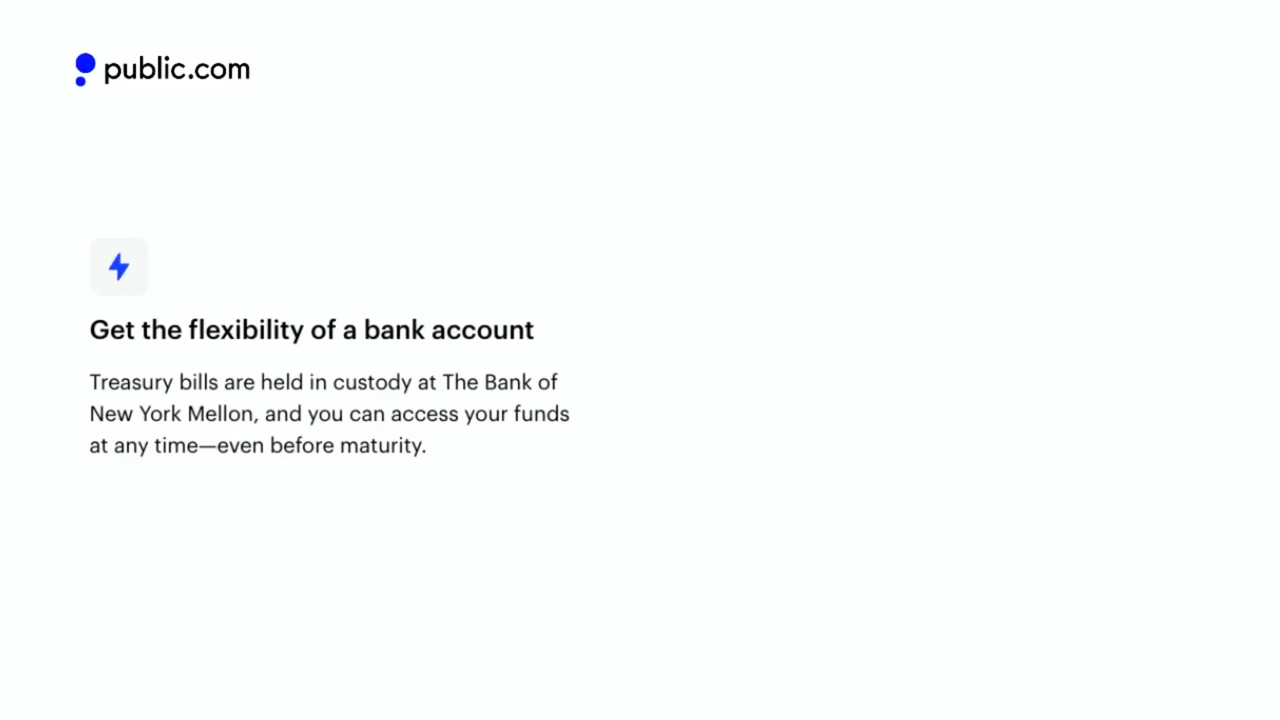 public.com
Get the flexibility of a bank account
Treasury bills are held in custody at The Bank of
New York Mellon, and you can access your funds
at any time—even before maturity.